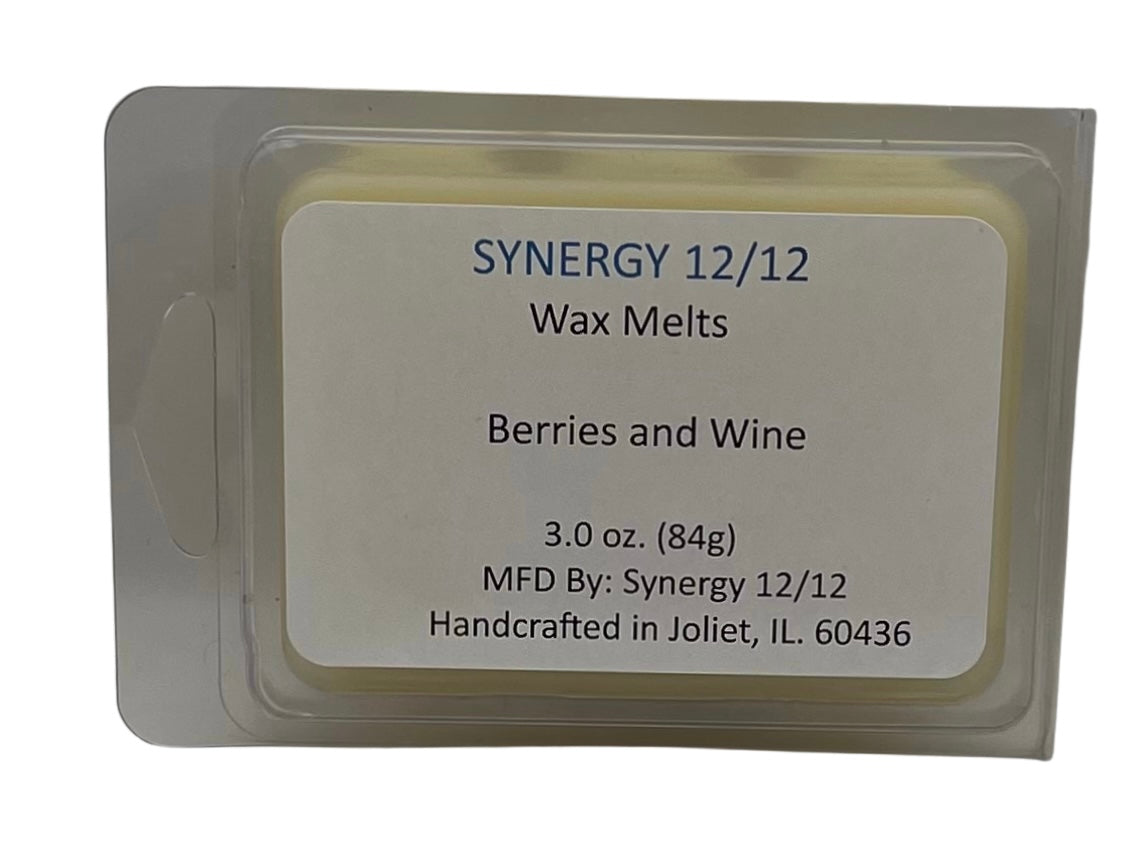 SYNERGY 12/12
Wax Melts
Berries and Wine
3.0 oz. (84g)
MFD By: Synergy 12/12
Handcrafted in Joliet, IL. 60436